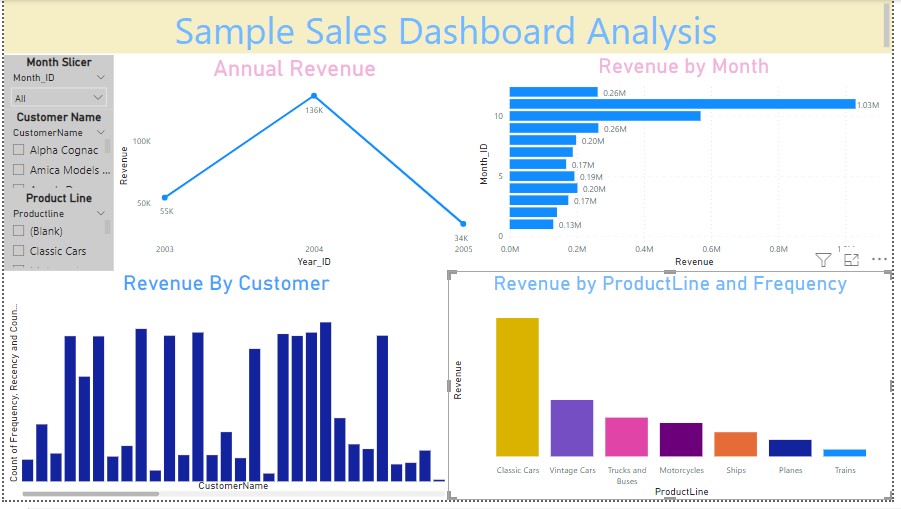 Sample Sales Dashboard Analysis
Month Slicer
Month_ID
All
Customer Name
CustomerName
Alpha Cognac
Amica Models ...
Product Line
Productline
(Blank)
Classic Cars
Annual Revenue
Revenue
100K
50K
136K
55K
34K
2003
2004
2005
Year_ID
Revenue by Month
Month_ID
10
5
0
0.26M
1.03M
0.26M
0.20M
0.17M
0.19M
0.20M
0.17M
0.13M
0.0M
0.2M
0.4M
0.6M
0.8M
Revenue
Revenue By Customer
Count of Frequency, Recency and Coun...
CustomerName
Revenue by ProductLine and Frequency
Revenue
Classic Cars
Vintage Cars
Trucks and
Buses
Motorcycles
Ships
Planes
Trains
ProductLine